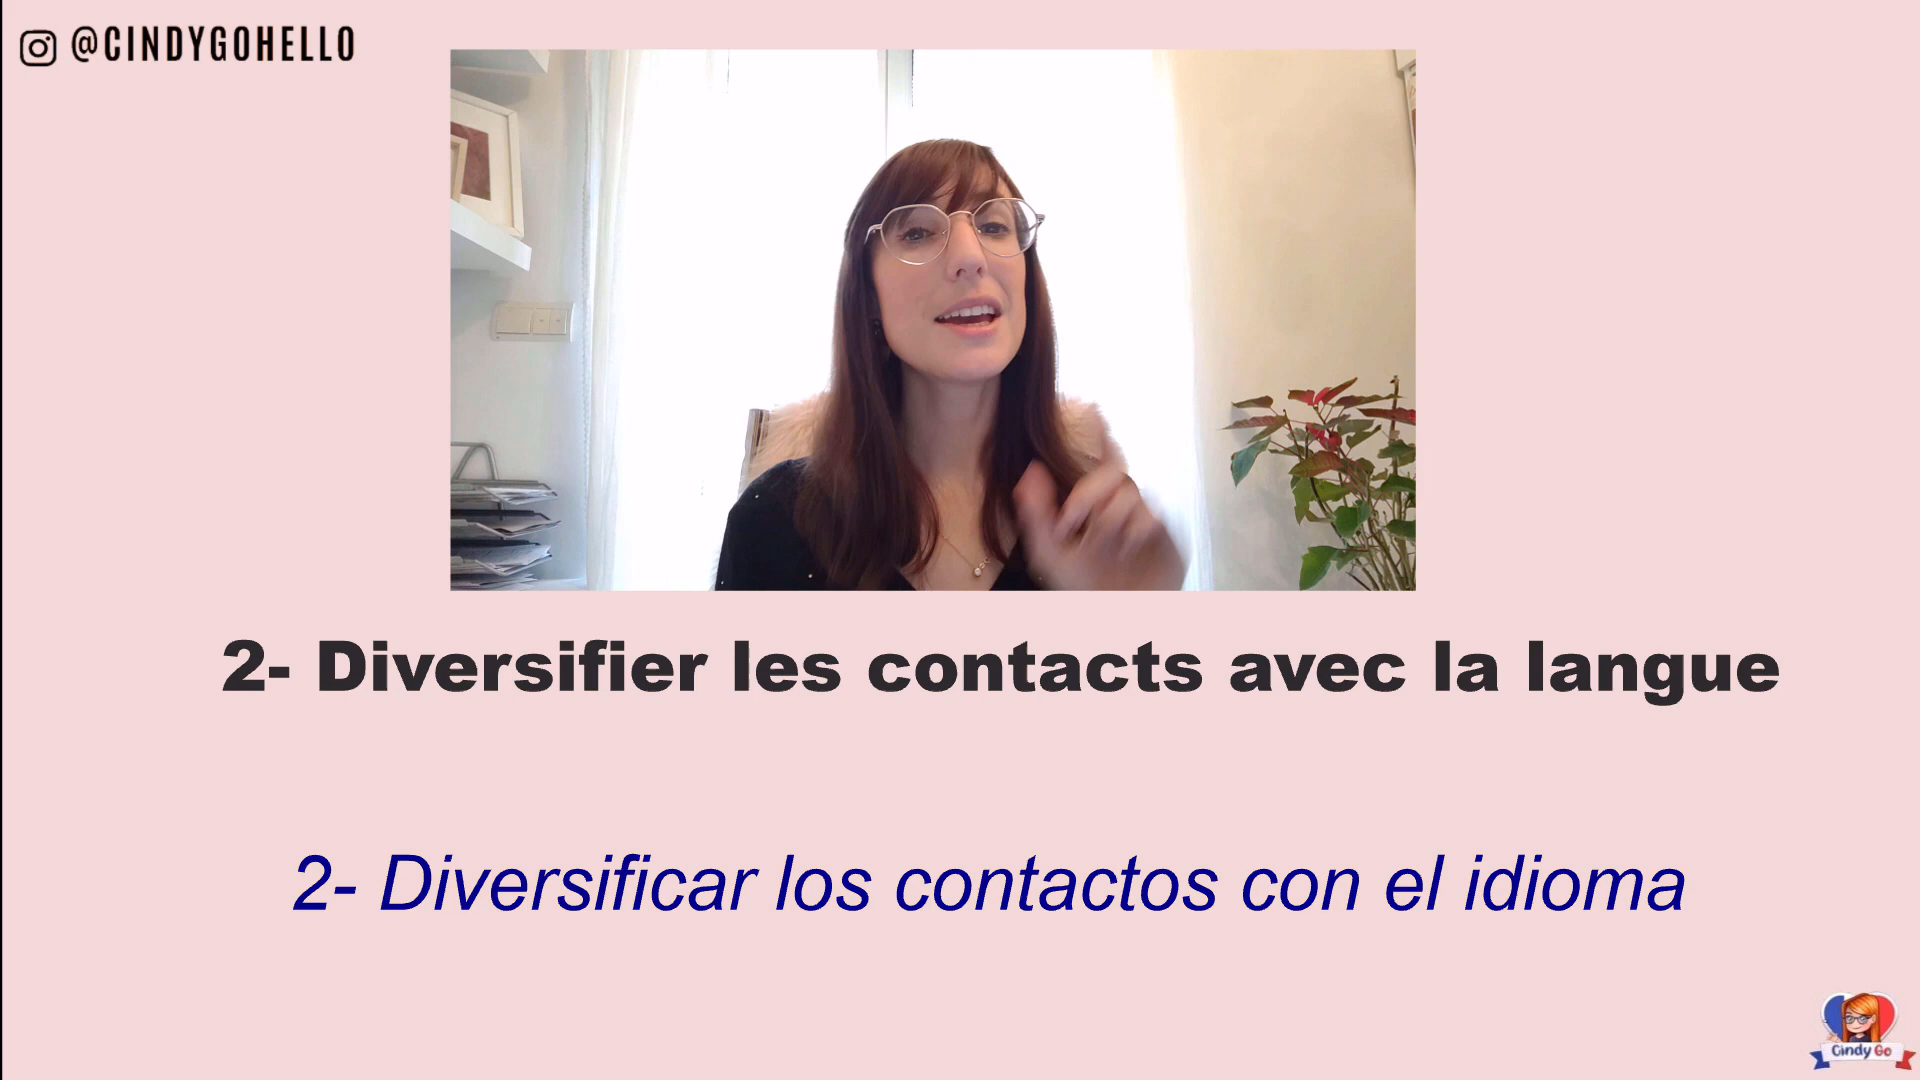 @CINDYGOHELLO
2- Diversifier les contacts avec la langue
2- Diversificar los contactos con el idioma
Cindy Go